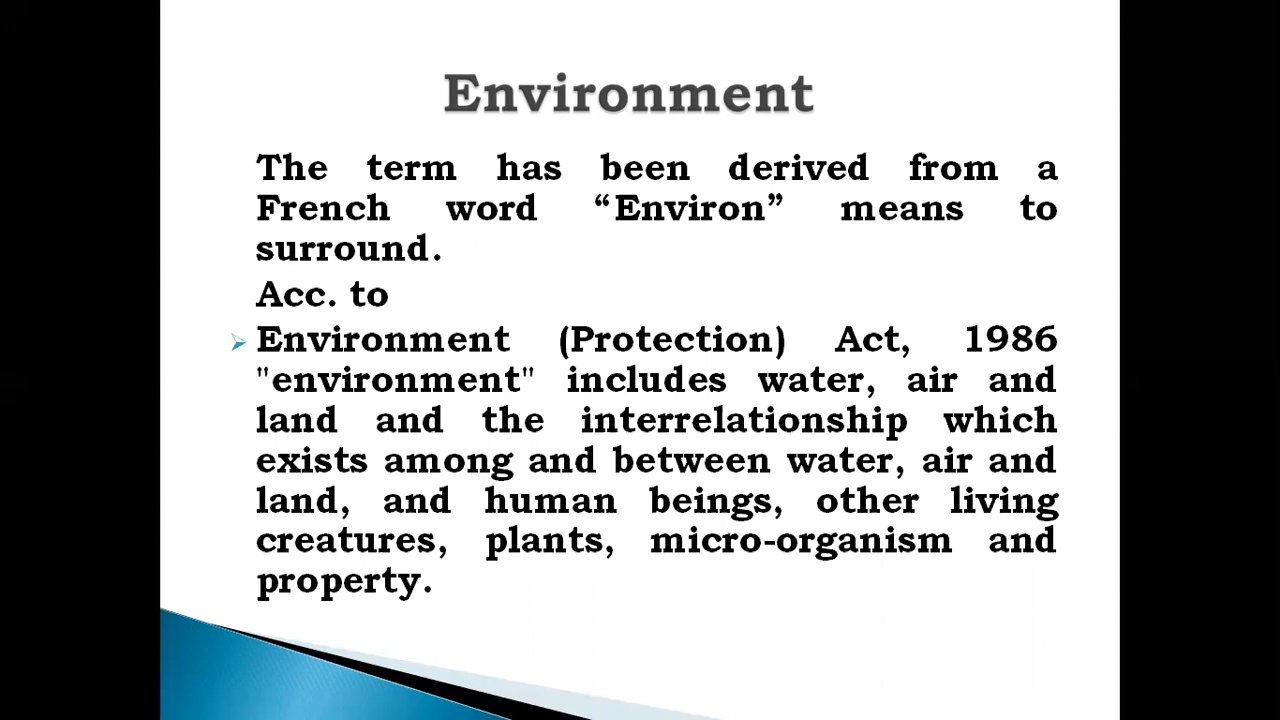 Environment
The term has been derived from a
French word “Environ” means to
surround.
Acc. to
Environment (Protection) Act, 1986
"environment" includes water, air and
land and the interrelationship which
exists among and between water, air and
land, and human beings, other living
creatures, plants, micro-organism and
property.